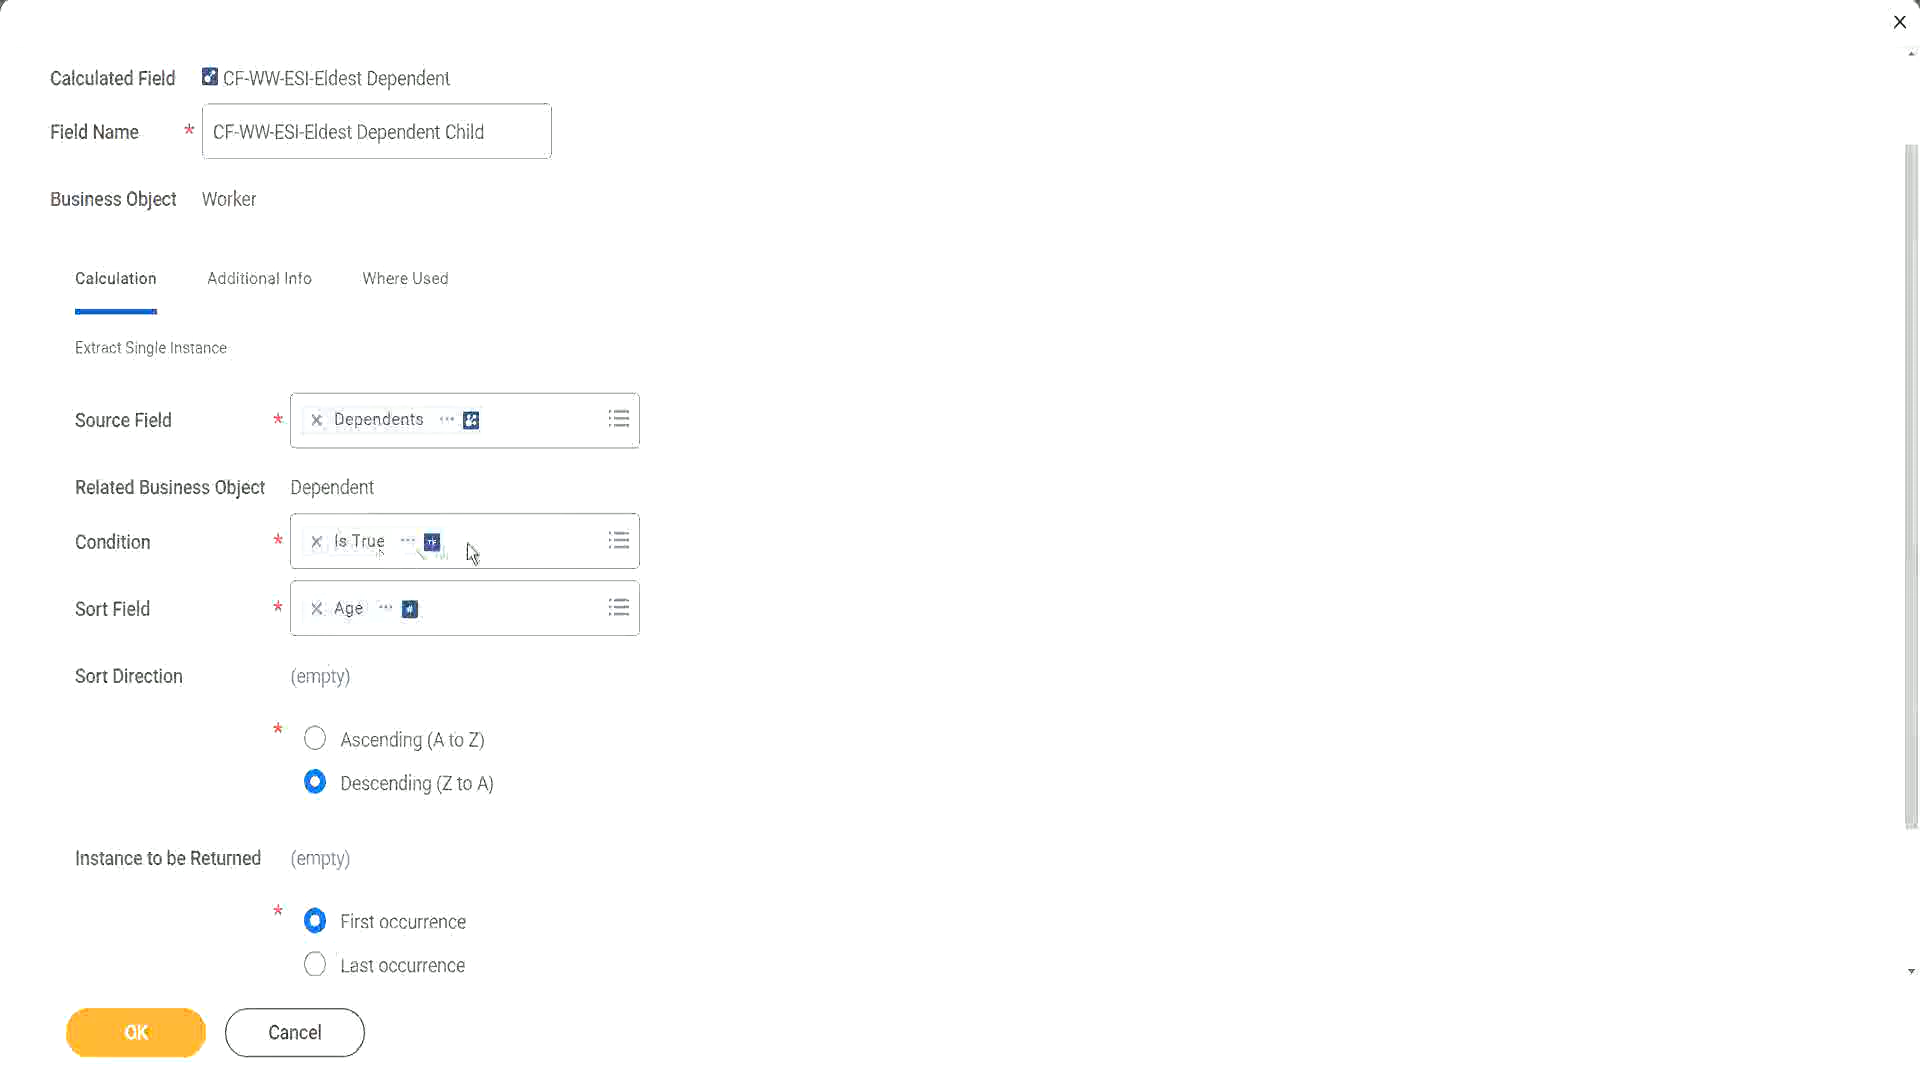 Calculated Field CF-WW-ESI-Eldest Dependent
Field Name * CF-WW-ESI-Eldest Dependent Child
Business Object Worker
Calculation Additional Info Where Used
Extract Single Instance
Source Field * Dependents
Related Business Object Dependent
Condition * Is True
Sort Field * Age
Sort Direction (empty)
* Ascending (A to Z)
Descending (Z to A)
Instance to be Returned (empty)
* First occurrence
Last occurrence
OK Cancel